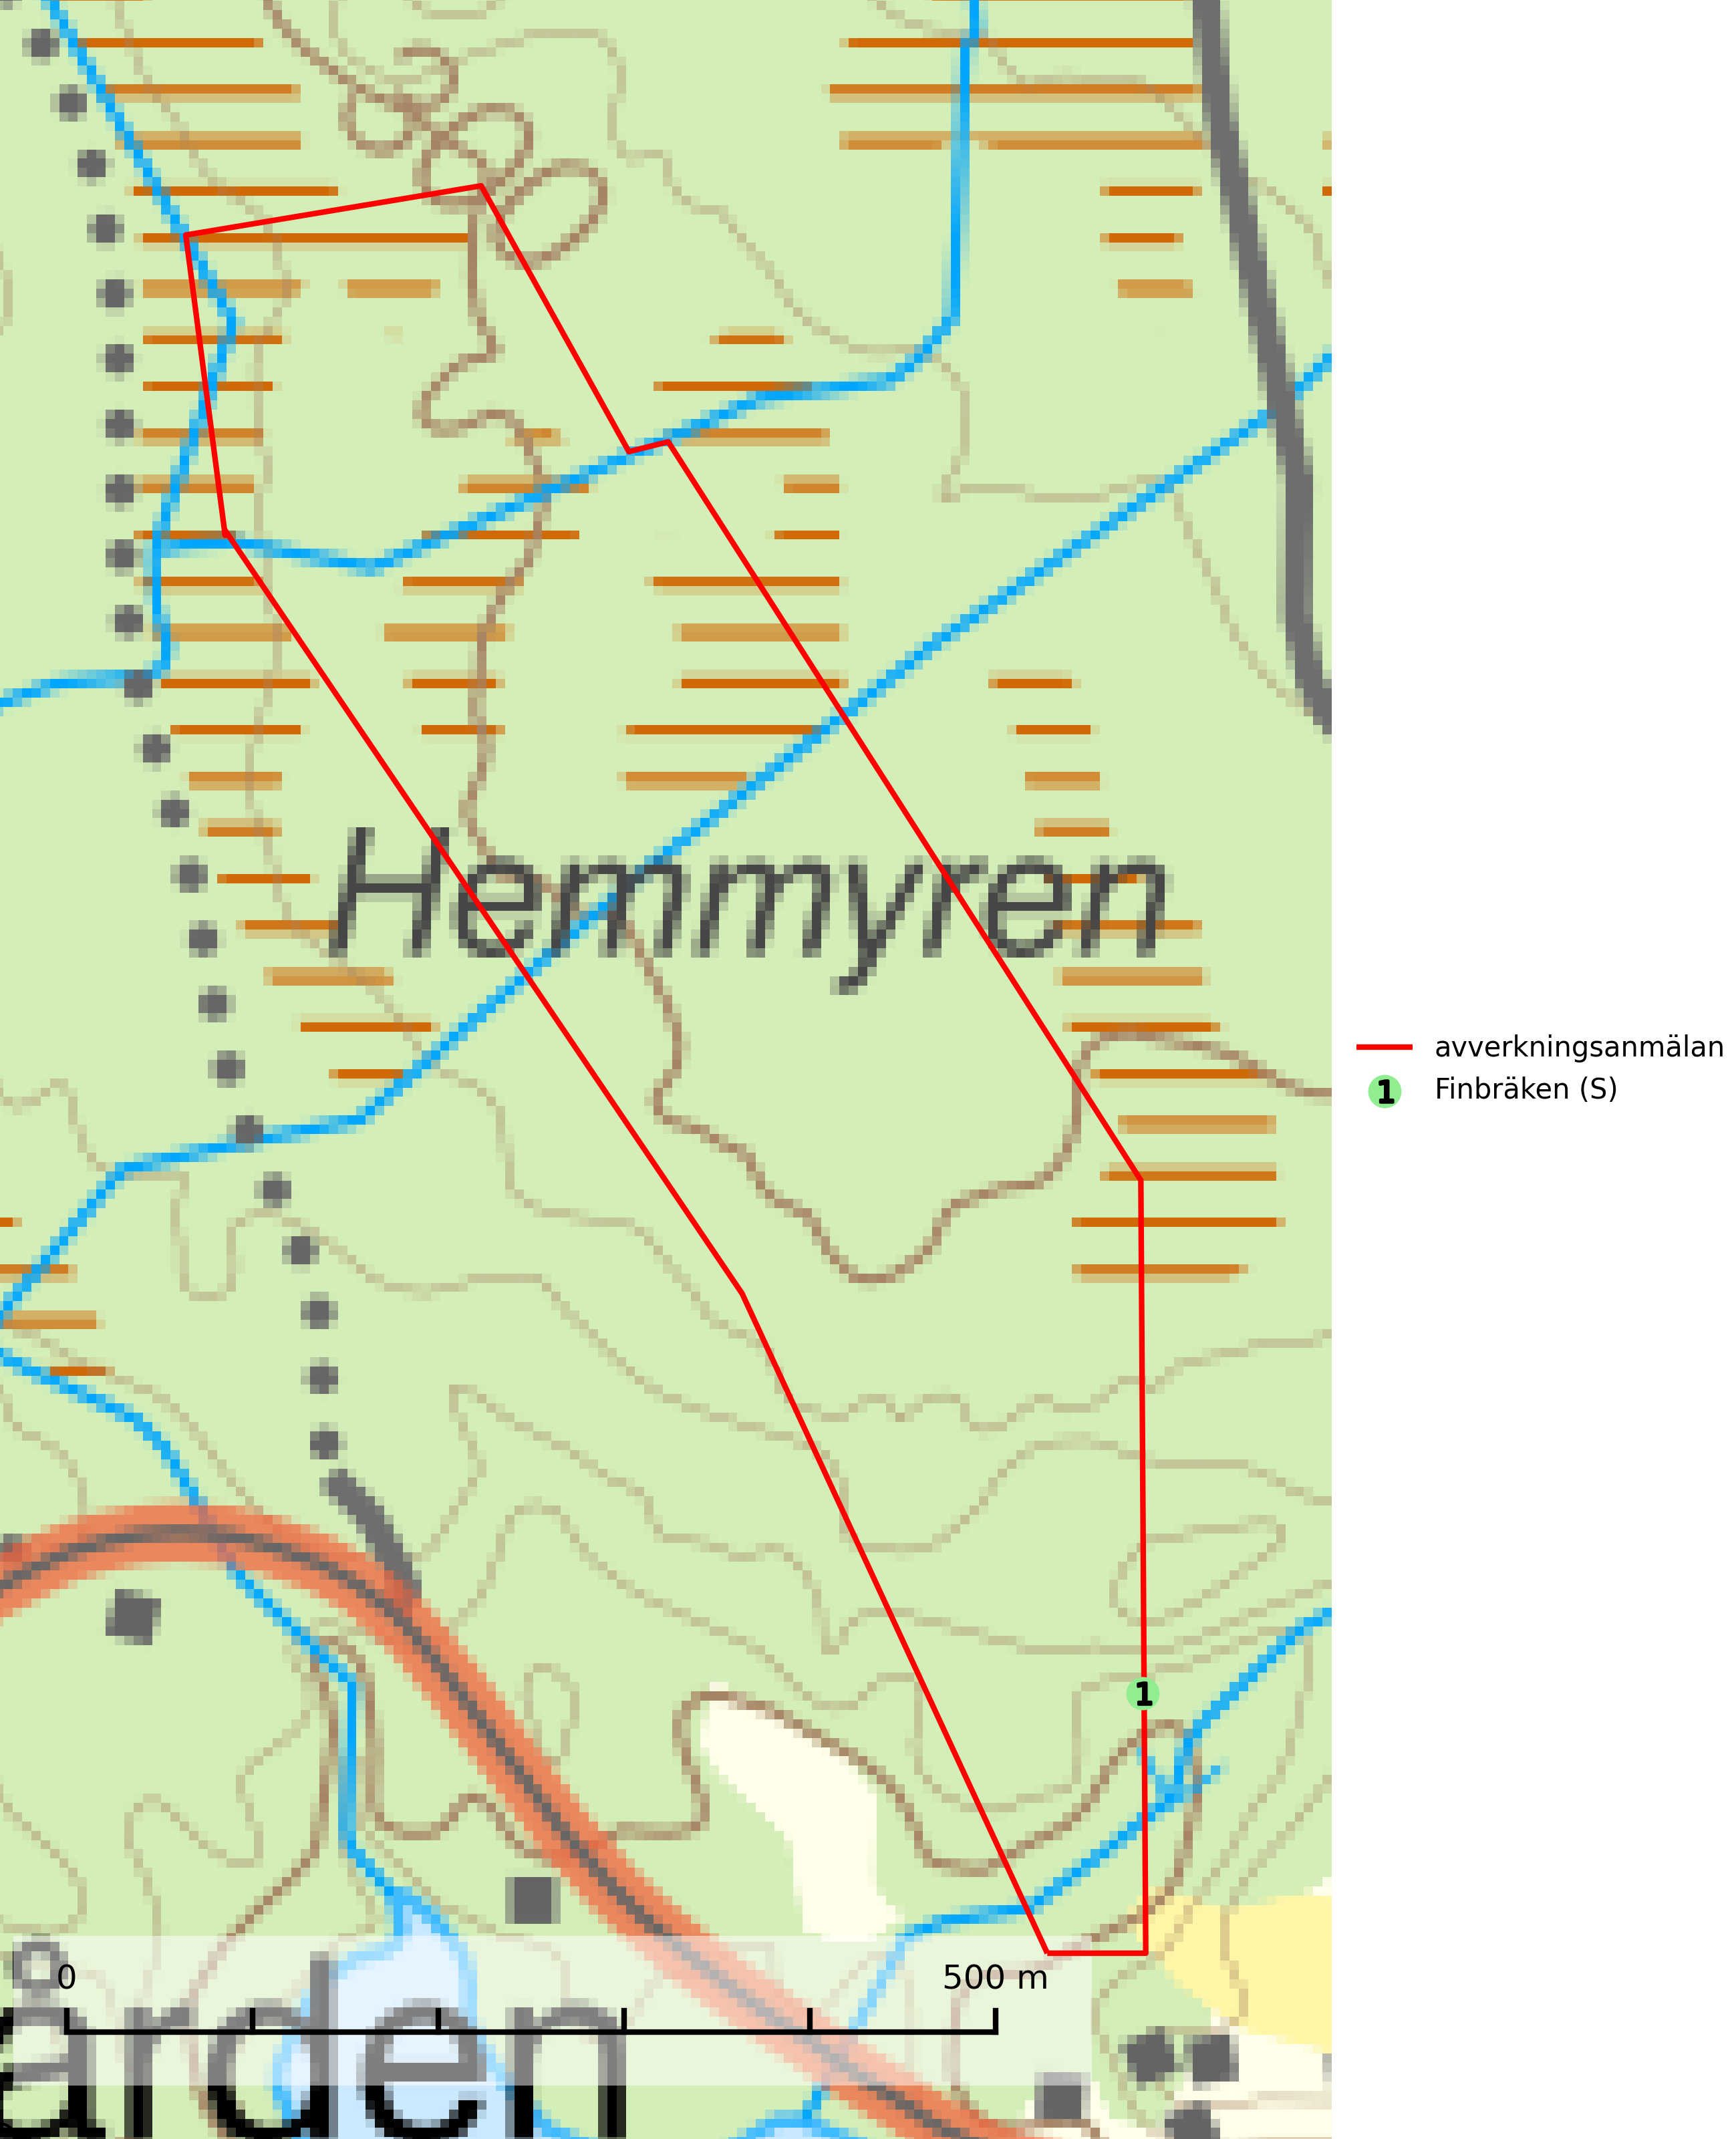 Hemmyren
avverkningsanmälan
1 Finbräken (S)
1
0 500 m
ården